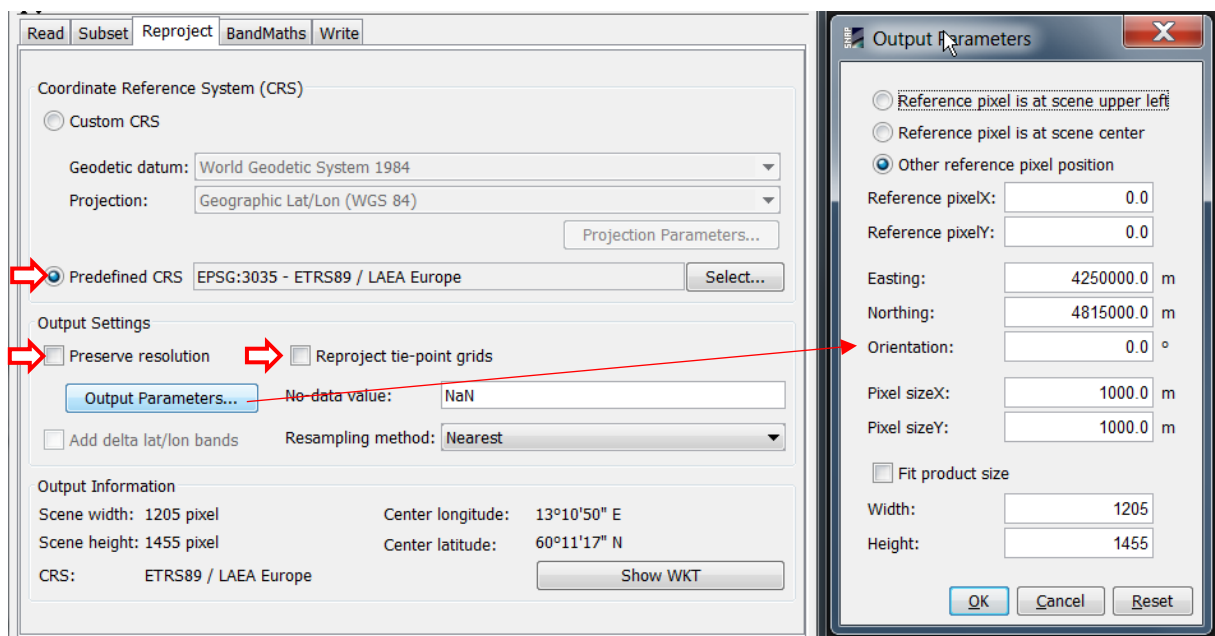 Read Subset Reproject BandMaths Write
Coordinate Reference System (CRS)
Custom CRS
Geodetic datum: World Geodetic System 1984
Projection: Geographic Lat/Lon (WGS 84)
Projection Parameters...
Predefined CRS EPSG:3035 - ETRS89 / LAEA Europe Select...
Output Settings
Preserve resolution Reproject tie-point grids
Output Parameters... No-data value: NaN
Add delta lat/lon bands Resampling method: Nearest
Output Information
Scene width: 1205 pixel Center longitude: 13°10'50" E
Scene height: 1455 pixel Center latitude: 60°11'17" N
CRS: ETRS89 / LAEA Europe Show WKT
SNAP Output Parameters X
Reference pixel is at scene upper left
Reference pixel is at scene center
Other reference pixel position
Reference pixelX: 0.0
Reference pixelY: 0.0
Easting: 4250000.0 m
Northing: 4815000.0 m
Orientation: 0.0 °
Pixel sizeX: 1000.0 m
Pixel sizeY: 1000.0 m
Fit product size
Width: 1205
Height: 1455
OK Cancel Reset